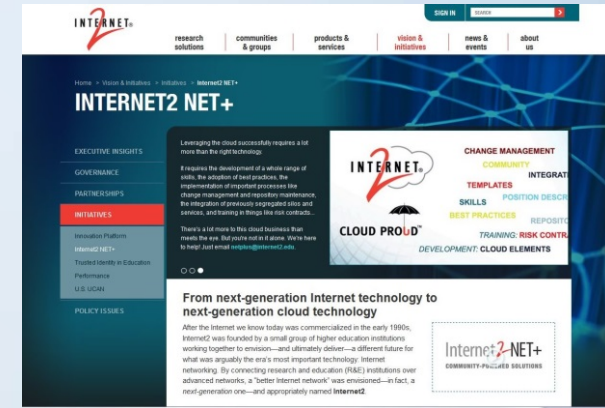 INTERNET®
2
SIGN IN
SEARCH
research solutions
communities & groups
products & services
vision & initiatives
news & events
about us
Home > Vision & Initiatives > Initiatives > Internet2 NET+
INTERNET2 NET+
EXECUTIVE INSIGHTS
GOVERNANCE
PARTNERSHIPS
INITIATIVES
Innovation Platform
Internet2 NET+
Trusted Identity in Education
Performance
U.S. UCAN
POLICY ISSUES
Leveraging the cloud successfully requires a lot
more than the right technology.
It requires the development of a whole range of
skills, the adoption of best practices, the
implementation of important processes like
change management and repository maintenance,
the integration of previously segregated silos and
services, and training in things like risk contracts...
There's a lot more to this cloud business than
meets the eye. But you're not in it alone. We're here
to help! Just email netplus@internet2.edu.
INTERNET®
2
CLOUD PROUD™
CHANGE MANAGEMENT
COMMUNITY
INTEGRAT
TEMPLATES
POSITION DESCR
SKILLS
BEST PRACTICES
REPOSITC
TRAINING: RISK CONTRA
DEVELOPMENT: CLOUD ELEMENTS
From next-generation Internet technology to
next-generation cloud technology
After the Internet we know today was commercialized in the early 1990s,
Internet2 was founded by a small group of higher education institutions
working together to envision—and ultimately deliver—a different future for
what was arguably the era's most important technology: Internet
networking. By connecting research and education (R&E) institutions over
advanced networks, a "better Internet network" was envisioned—in fact, a
next-generation one—and appropriately named Internet2.
Internet2 NET+
COMMUNITY-POWERED SOLUTIONS